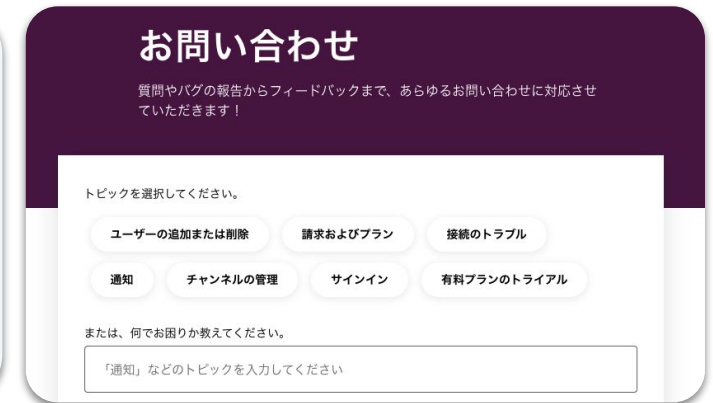 お問い合わせ
質問やバグの報告からフィードバックまで、あらゆるお問い合わせに対応させ
ていただきます！
トピックを選択してください。
ユーザーの追加または削除 請求およびプラン 接続のトラブル
通知 チャンネルの管理 サインイン 有料プランのトライアル
または、何でお困りか教えてください。
「通知」などのトピックを入力してください